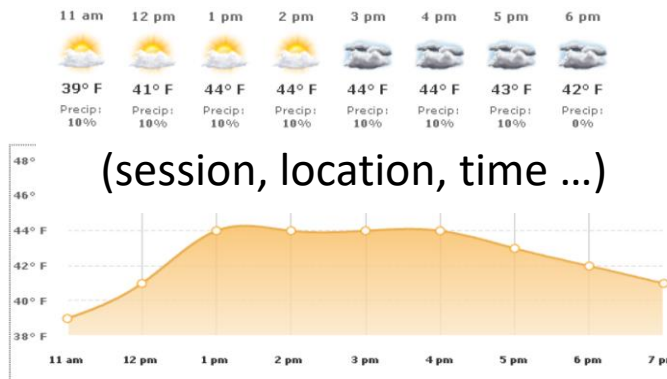 11 am 12 pm 1 pm 2 pm 3 pm 4 pm 5 pm 6 pm
39° F 41° F 44° F 44° F 44° F 44° F 43° F 42° F
Precip: Precip: Precip: Precip: Precip: Precip: Precip: Precip:
10% 10% 10% 10% 10% 10% 10% 0%
48°
(session, location, time …)
46°
44° F
42° F
40° F
38° F
11 am 12 pm 1 pm 2 pm 3 pm 4 pm 5 pm 6 pm 7 p